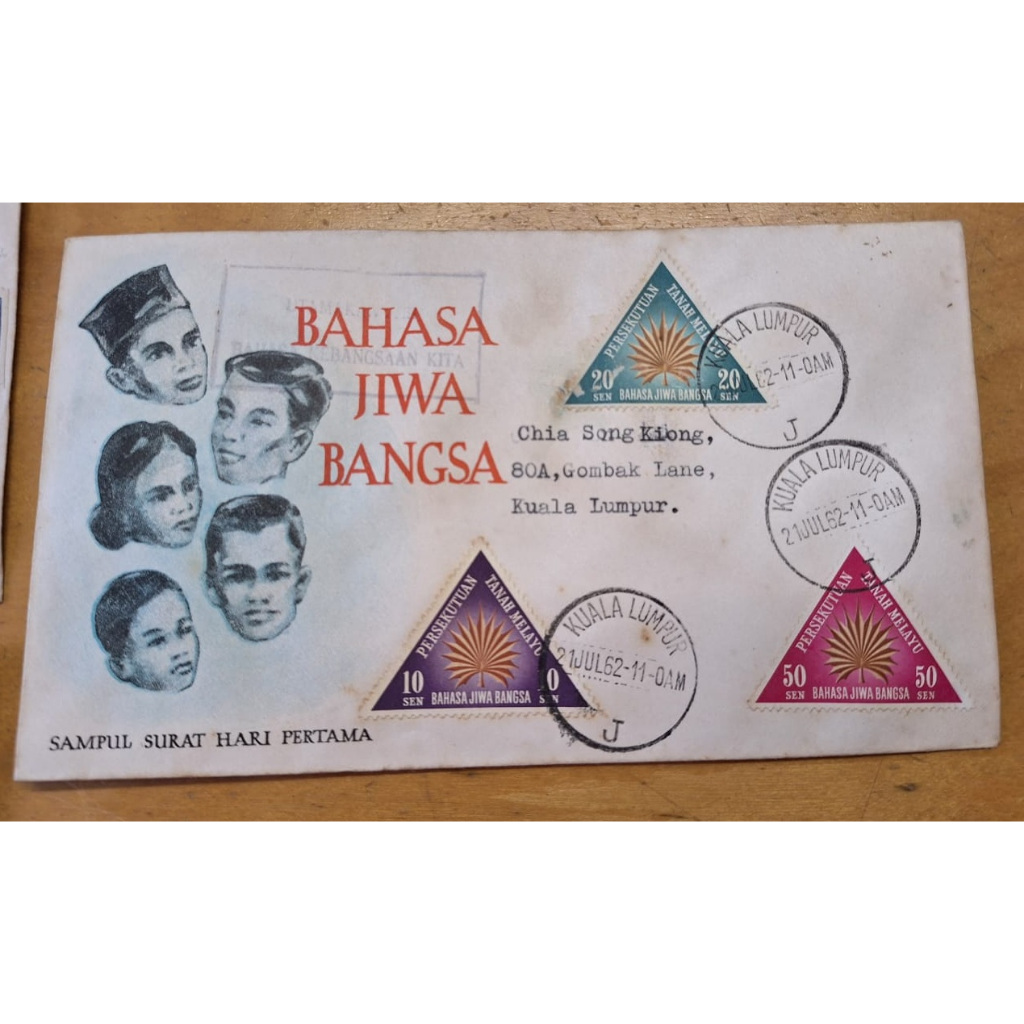 BAHASA
JIWA
BANGSA
KEBANGSAAN KITA
PERSEKUTUAN
TANAH MELAYU
20 SEN
20 SEN
BAHASA JIWA BANGSA
KUALA LUMPUR
62-11-0AM
J
Chia Song Kiong,
80A,Gombak Lane,
Kuala Lumpur.
KUALA LUMPUR
21JUL62-11-0AM
PERSEKUTUAN
TANAH MELAYU
10 SEN
10 SEN
BAHASA JIWA BANGSA
KUALA LUMPUR
21JUL62-11-0AM
J
PERSEKUTUAN
TANAH MELAYU
50 SEN
50 SEN
BAHASA JIWA BANGSA
SAMPUL SURAT HARI PERTAMA